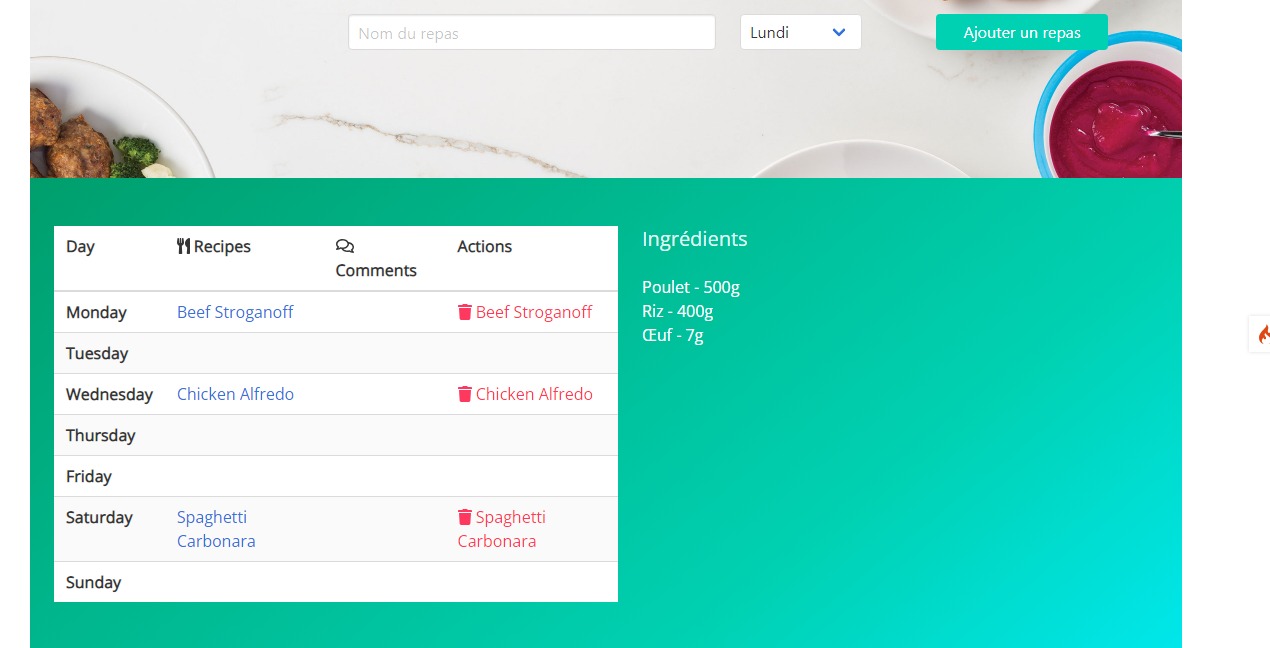 Nom du repas Lundi Ajouter un repas
Day Recipes Comments Actions
Monday Beef Stroganoff Beef Stroganoff
Tuesday
Wednesday Chicken Alfredo Chicken Alfredo
Thursday
Friday
Saturday Spaghetti Carbonara Spaghetti Carbonara
Sunday
Ingrédients
Poulet - 500g
Riz - 400g
Œuf - 7g